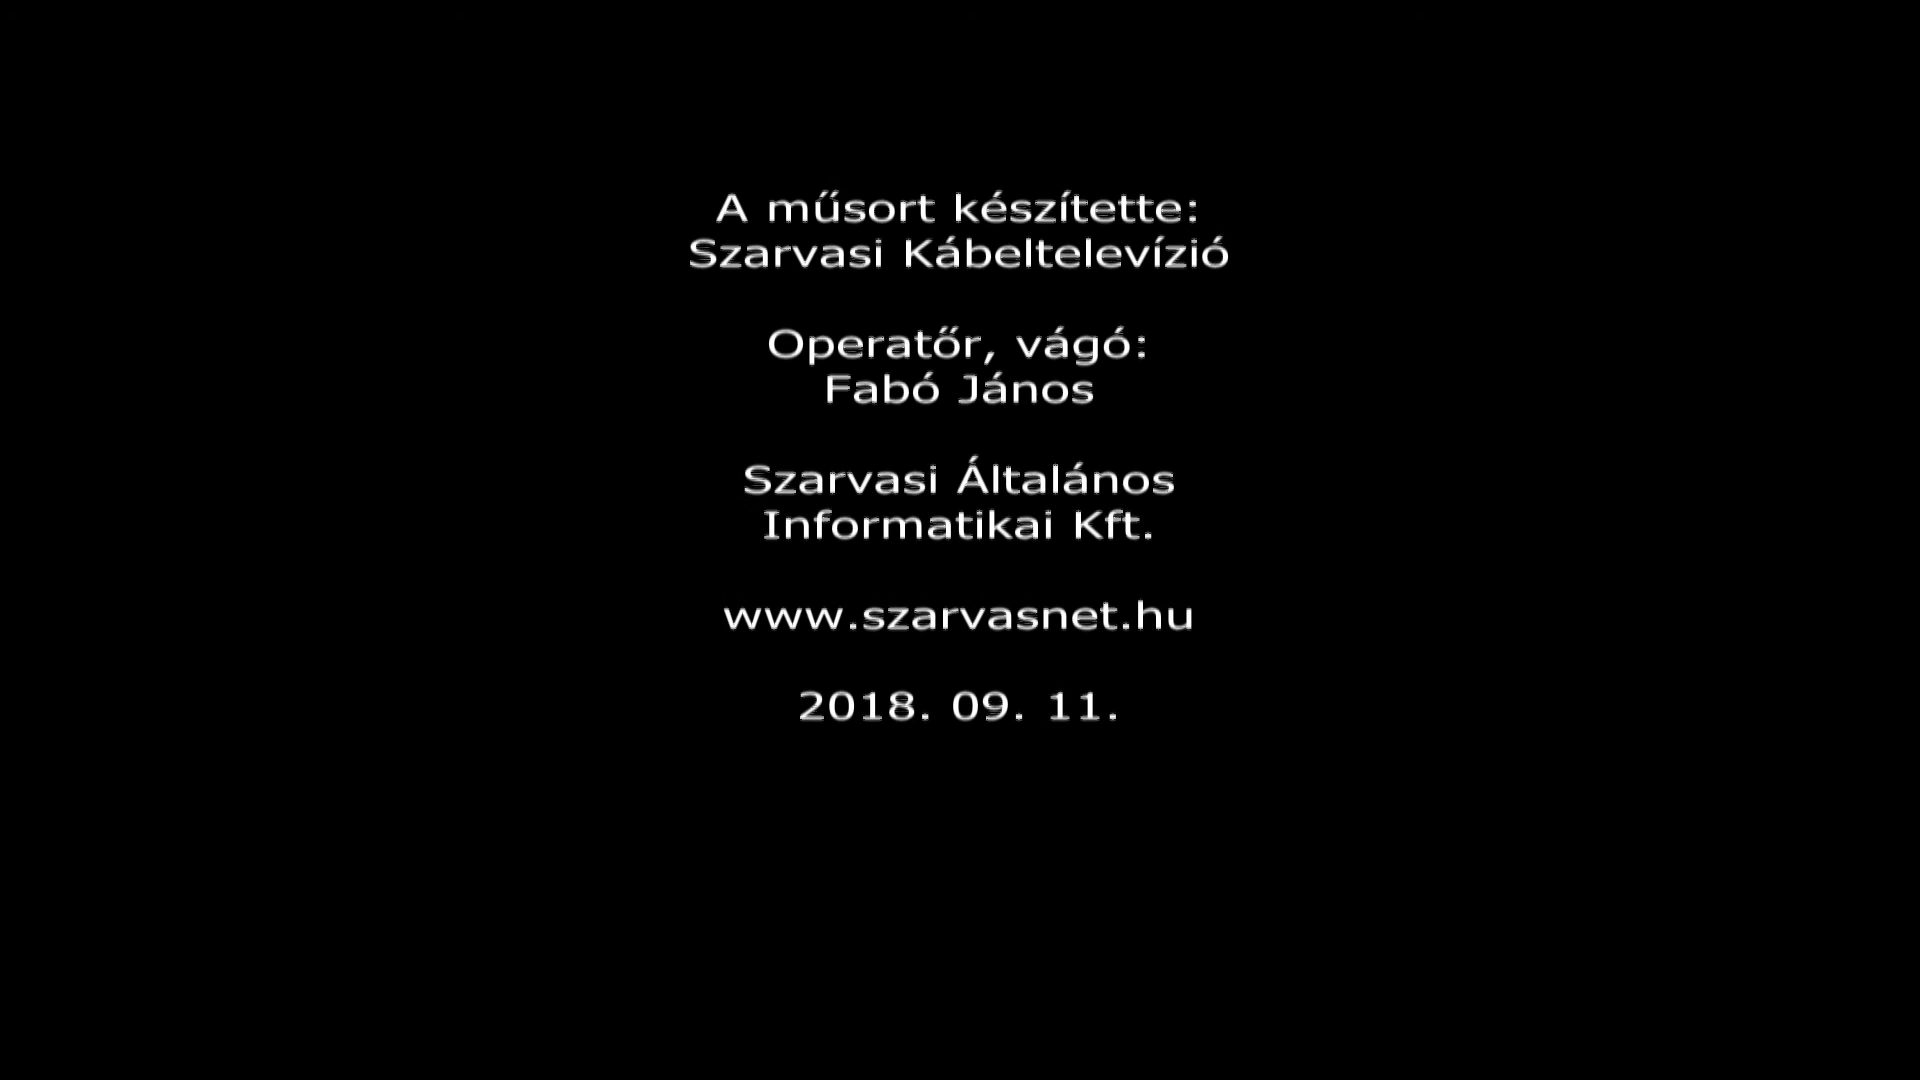 A műsort készítette:
Szarvasi Kábeltelevízió
Operatőr, vágó:
Fabó János
Szarvasi Általános
Informatikai Kft.
www.szarvasnet.hu
2018. 09. 11.